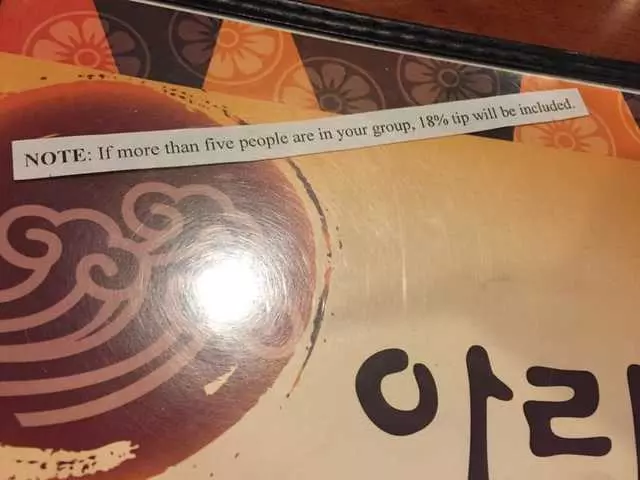 NOTE: If more than five people are in your group, 18% tip will be included.
아리